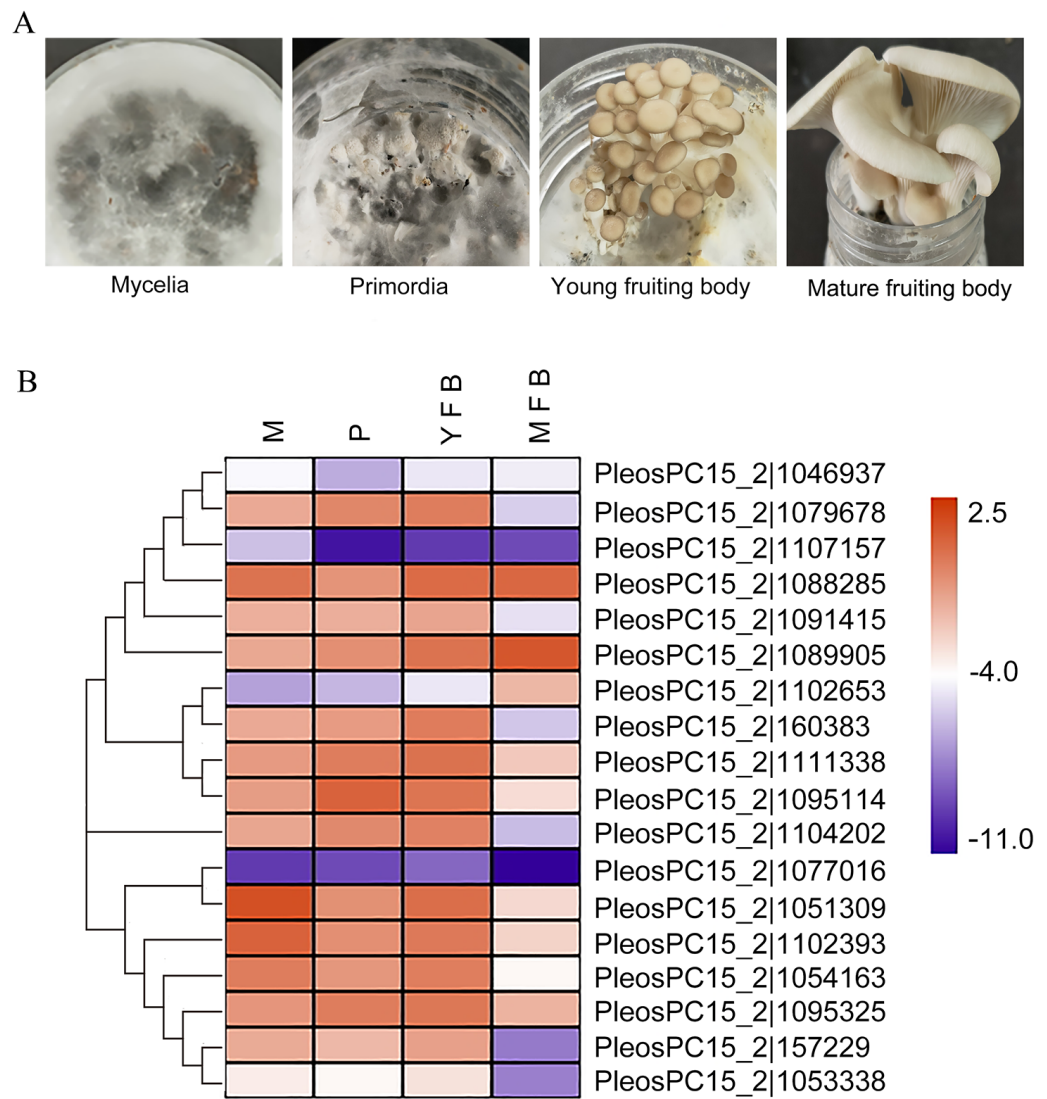 A
Mycelia
Primordia
Young fruiting body
Mature fruiting body
B
M
P
Y F B
M F B
PleosPC15_2|1046937
PleosPC15_2|1079678
PleosPC15_2|1107157
PleosPC15_2|1088285
PleosPC15_2|1091415
PleosPC15_2|1089905
PleosPC15_2|1102653
PleosPC15_2|160383
PleosPC15_2|1111338
PleosPC15_2|1095114
PleosPC15_2|1104202
PleosPC15_2|1077016
PleosPC15_2|1051309
PleosPC15_2|1102393
PleosPC15_2|1054163
PleosPC15_2|1095325
PleosPC15_2|157229
PleosPC15_2|1053338
2.5
-4.0
-11.0